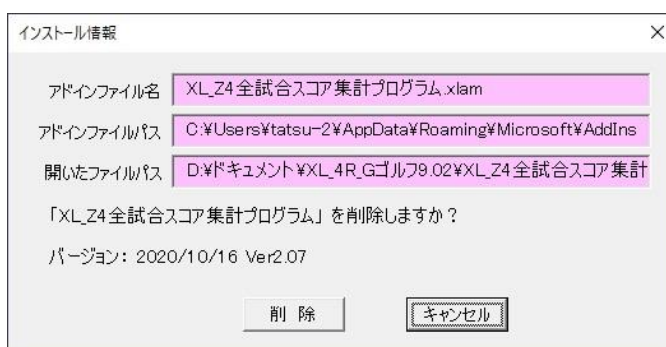 インストール情報
アドインファイル名 XL_Z4全試合スコア集計プログラム.xlam
アドインファイルパス C:¥Users¥tatsu-2¥AppData¥Roaming¥Microsoft¥AddIns
開いたファイルパス D:¥ドキュメント¥XL_4R_Gゴルフ9.02¥XL_Z4全試合スコア集計
「XL_Z4全試合スコア集計プログラム」を削除しますか?
バージョン: 2020/10/16 Ver2.07
削 除 キャンセル